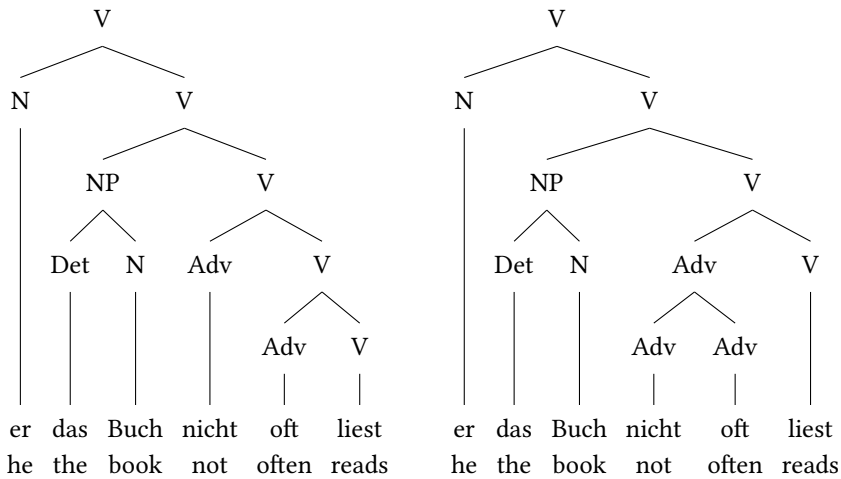 V V
N V N V
NP V NP V
Det N Adv V Det N Adv V
Adv V Adv Adv
er das Buch nicht oft liest er das Buch nicht oft liest
he the book not often reads he the book not often reads